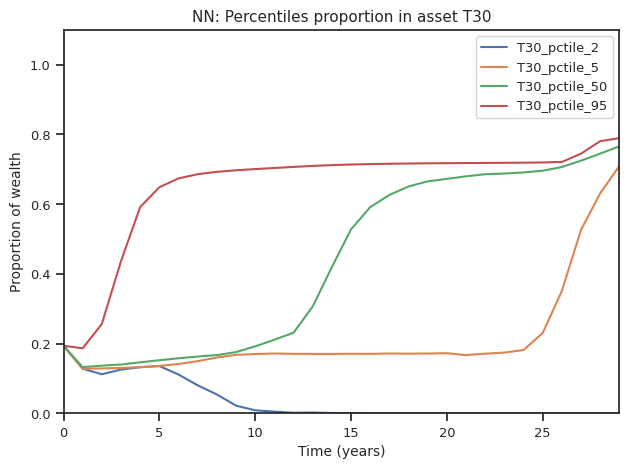 NN: Percentiles proportion in asset T30
T30_pctile_2
T30_pctile_5
T30_pctile_50
T30_pctile_95
Proportion of wealth
1.0
0.8
0.6
0.4
0.2
0.0
0 5 10 15 20 25
Time (years)